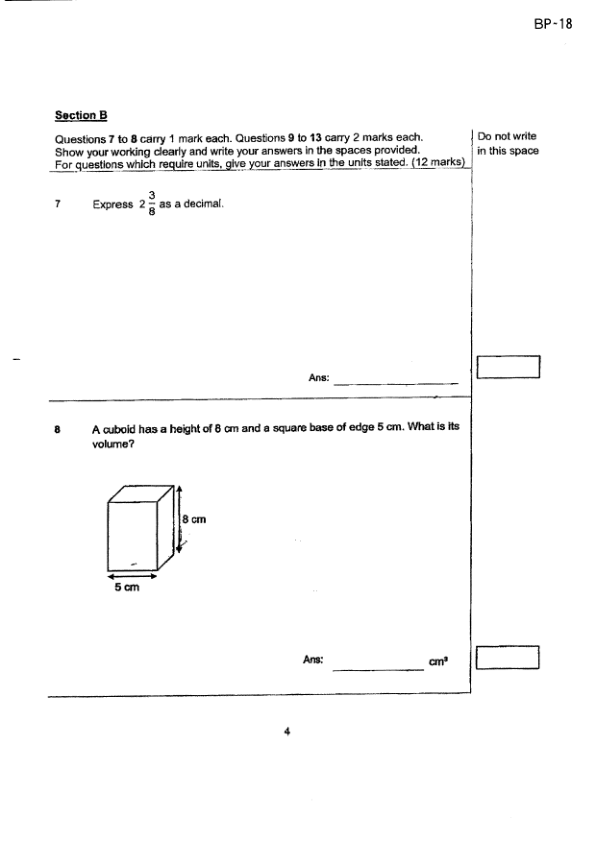 BP-18
Section B
Questions 7 to 8 carry 1 mark each. Questions 9 to 13 carry 2 marks each.
Show your working clearly and write your answers in the spaces provided.
For questions which require units, give your answers in the units stated. (12 marks)
Do not write
in this space
7 Express 2 3/8 as a decimal.
Ans:
8 A cuboid has a height of 8 cm and a square base of edge 5 cm. What is its
volume?
8 cm
5 cm
Ans: cm³
4